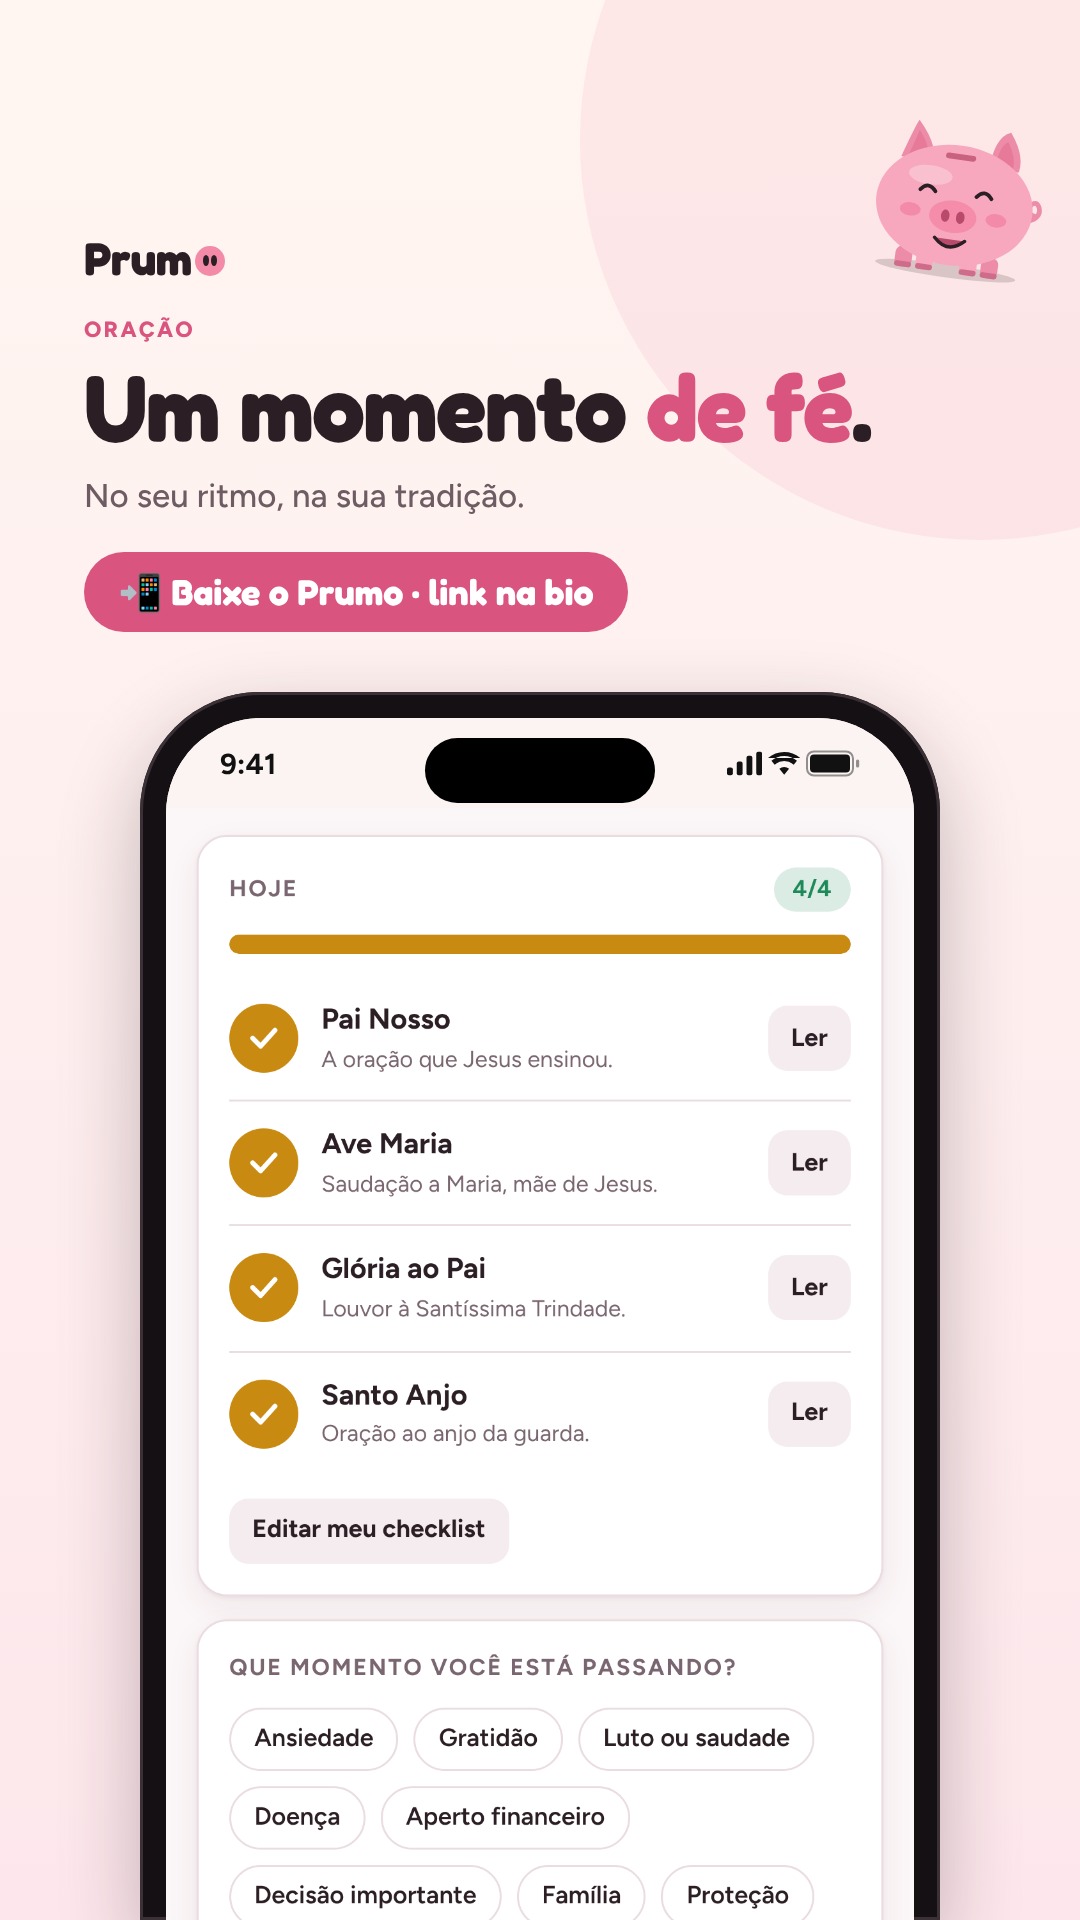 Prumo
ORAÇÃO
Um momento de fé.
No seu ritmo, na sua tradição.
📲 Baixe o Prumo · link na bio
9:41
HOJE
4/4
Pai Nosso
A oração que Jesus ensinou.
Ler
Ave Maria
Saudação a Maria, mãe de Jesus.
Ler
Glória ao Pai
Louvor à Santíssima Trindade.
Ler
Santo Anjo
Oração ao anjo da guarda.
Ler
Editar meu checklist
QUE MOMENTO VOCÊ ESTÁ PASSANDO?
Ansiedade Gratidão Luto ou saudade
Doença Aperto financeiro
Decisão importante Família Proteção